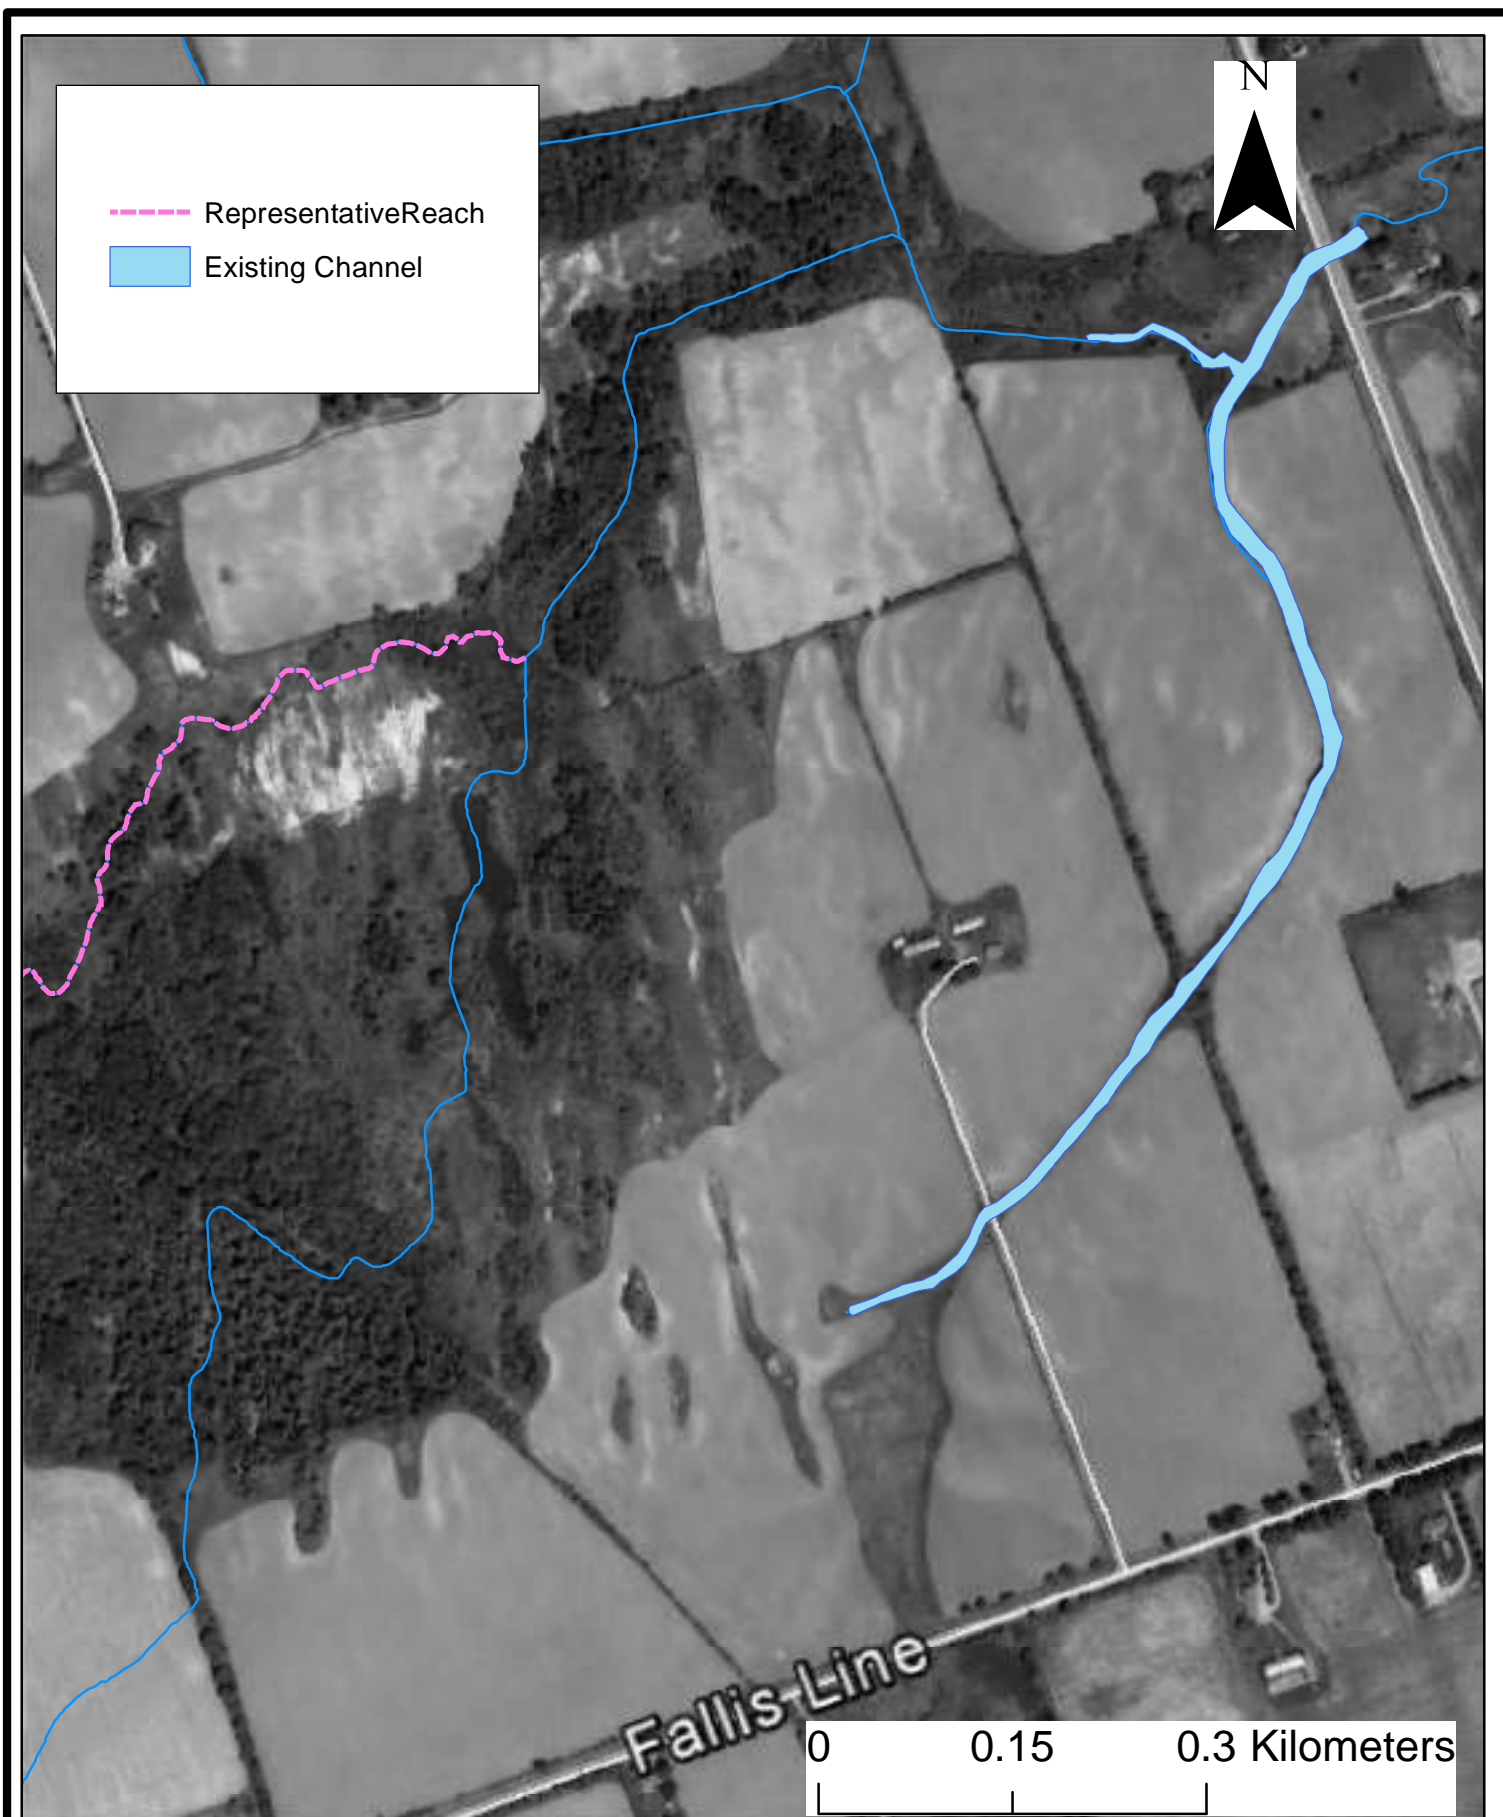 N
RepresentativeReach
Existing Channel
Fallis Line
0 0.15 0.3 Kilometers